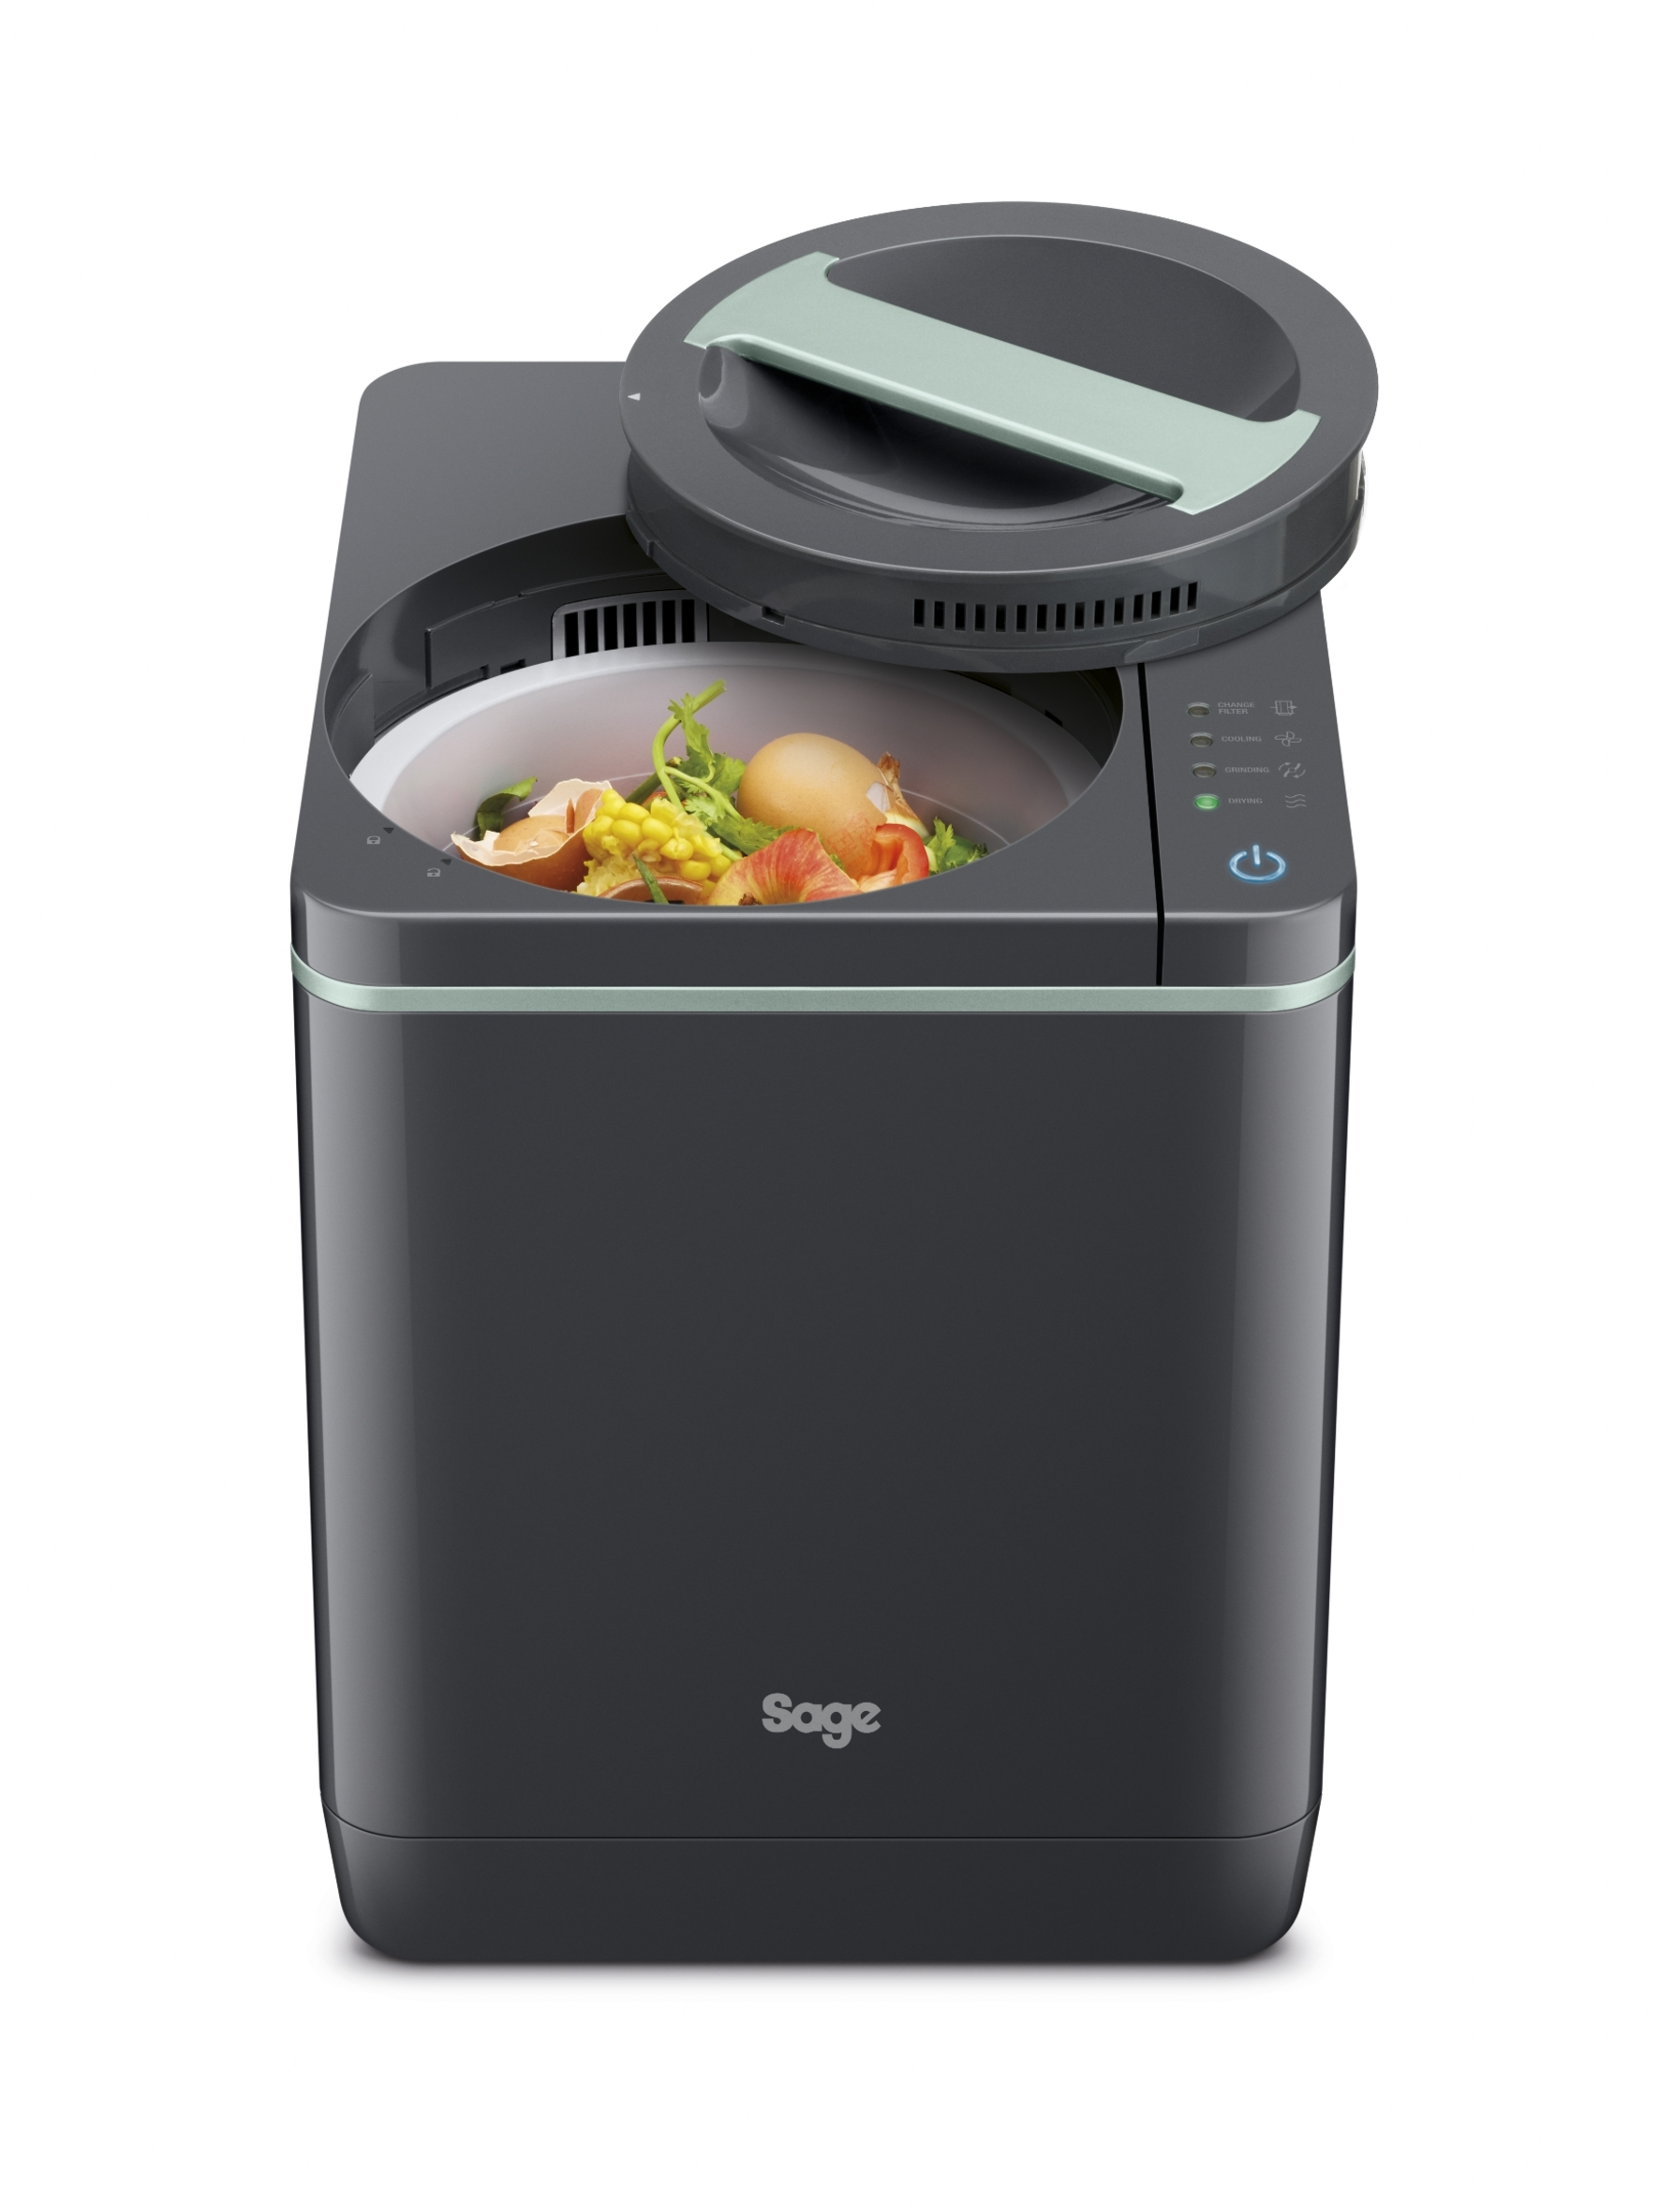 CHANGE
FILTER
COOLING
GRINDING
DRYING
Sage